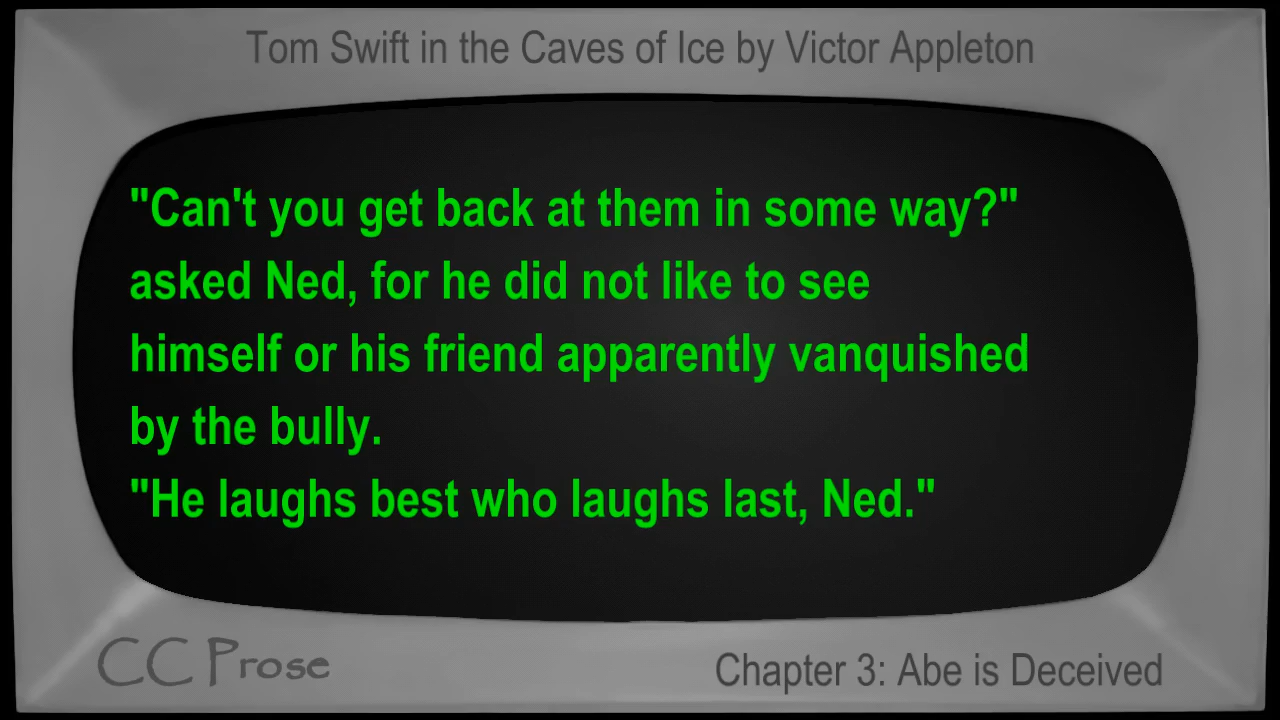 Tom Swift in the Caves of Ice by Victor Appleton
"Can't you get back at them in some way?"
asked Ned, for he did not like to see
himself or his friend apparently vanquished
by the bully.
"He laughs best who laughs last, Ned."
CC Prose
Chapter 3: Abe is Deceived